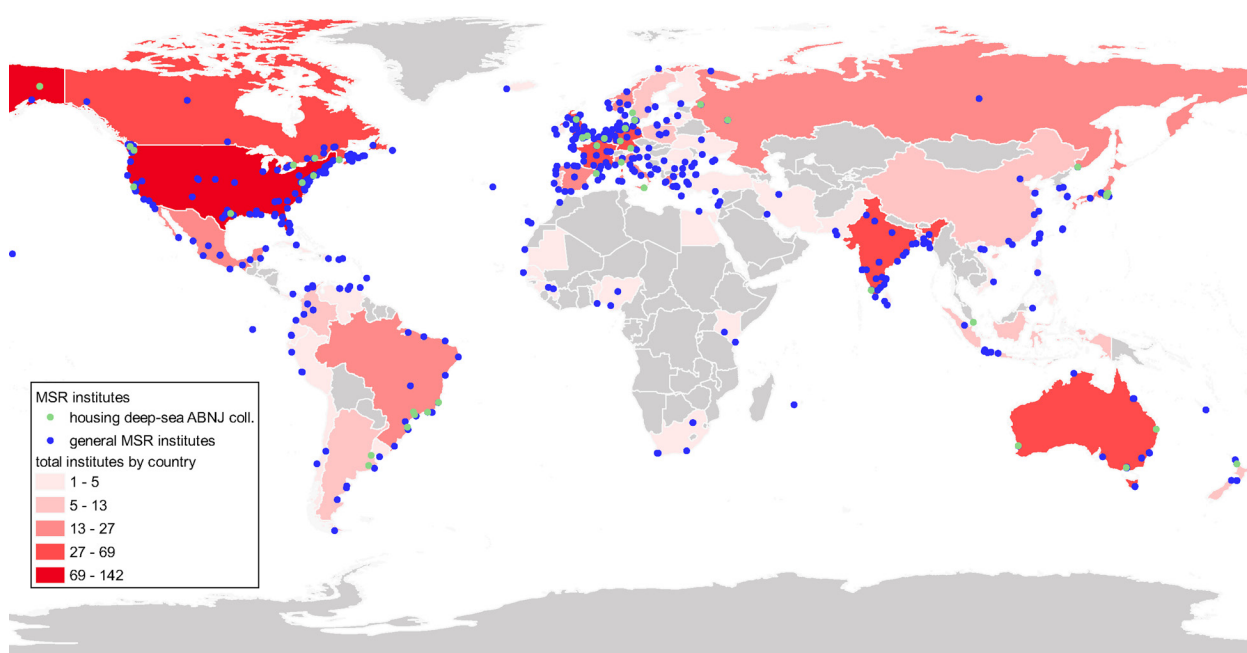 MSR institutes
housing deep-sea ABNJ coll.
general MSR institutes
total institutes by country
1 - 5
5 - 13
13 - 27
27 - 69
69 - 142